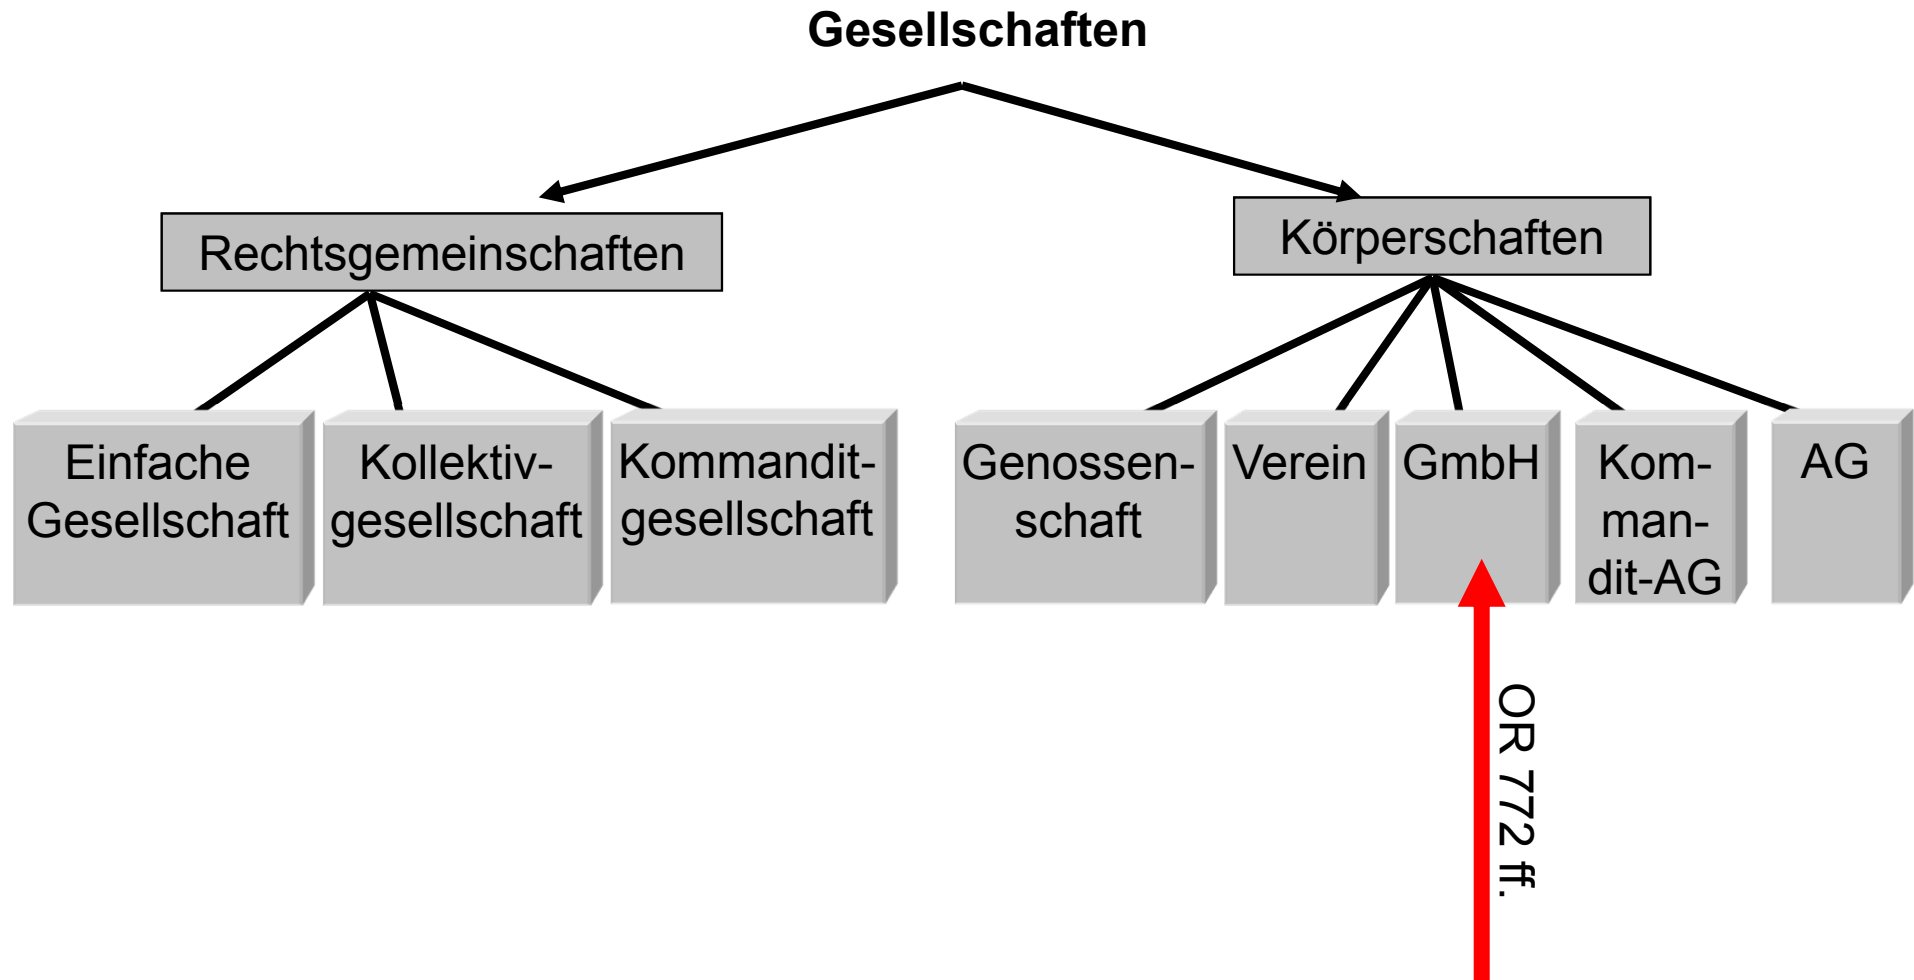 Gesellschaften
Rechtsgemeinschaften
Körperschaften
Einfache
Gesellschaft
Kollektiv-
gesellschaft
Kommandit-
gesellschaft
Genossen-
schaft
Verein
GmbH
Kom-
man-
dit-AG
AG
OR 772 ff.